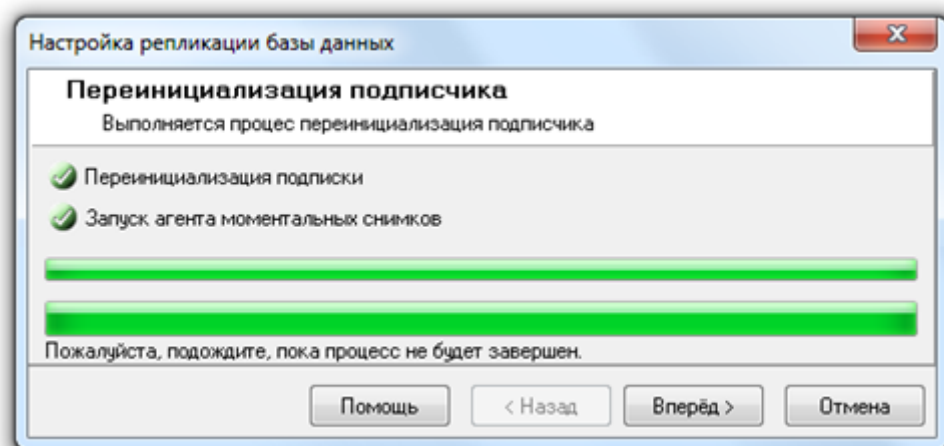 Настройка репликации базы данных
Переинициализация подписчика
Выполняется процес переинициализация подписчика
Переинициализация подписки
Запуск агента моментальных снимков
Пожалуйста, подождите, пока процесс не будет завершен.
Помощь < Назад Вперёд > Отмена